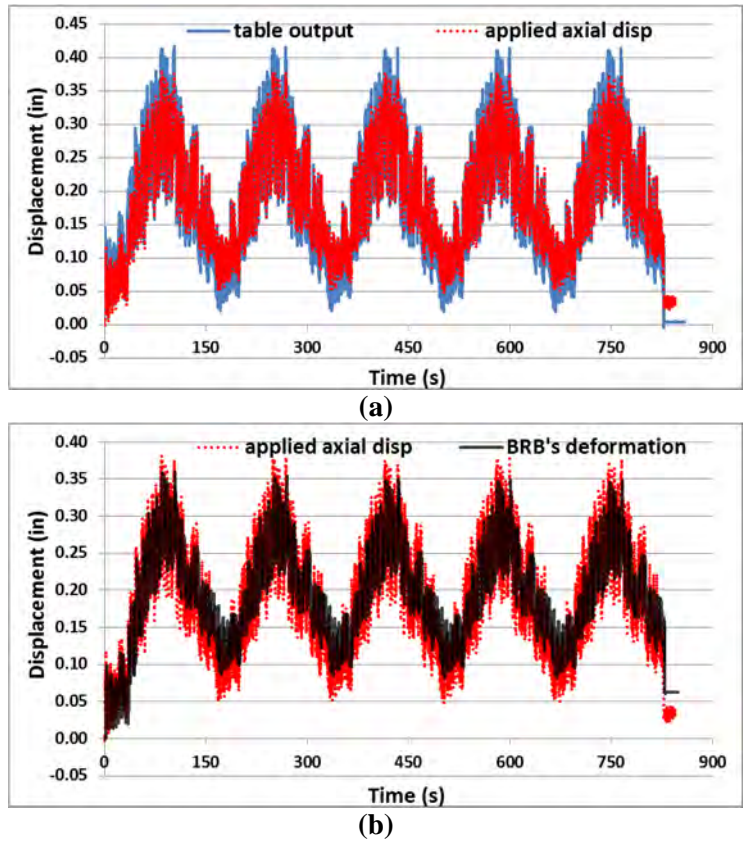 table output applied axial disp
0.45
0.40
0.35
0.30
0.25
0.20
0.15
0.10
0.05
0.00
-0.05
Displacement (in)
0 150 300 450 600 750 900
Time (s)
(a)
applied axial disp BRB's deformation
0.40
0.35
0.30
0.25
0.20
0.15
0.10
0.05
0.00
-0.05
Displacement (in)
0 150 300 450 600 750 900
Time (s)
(b)